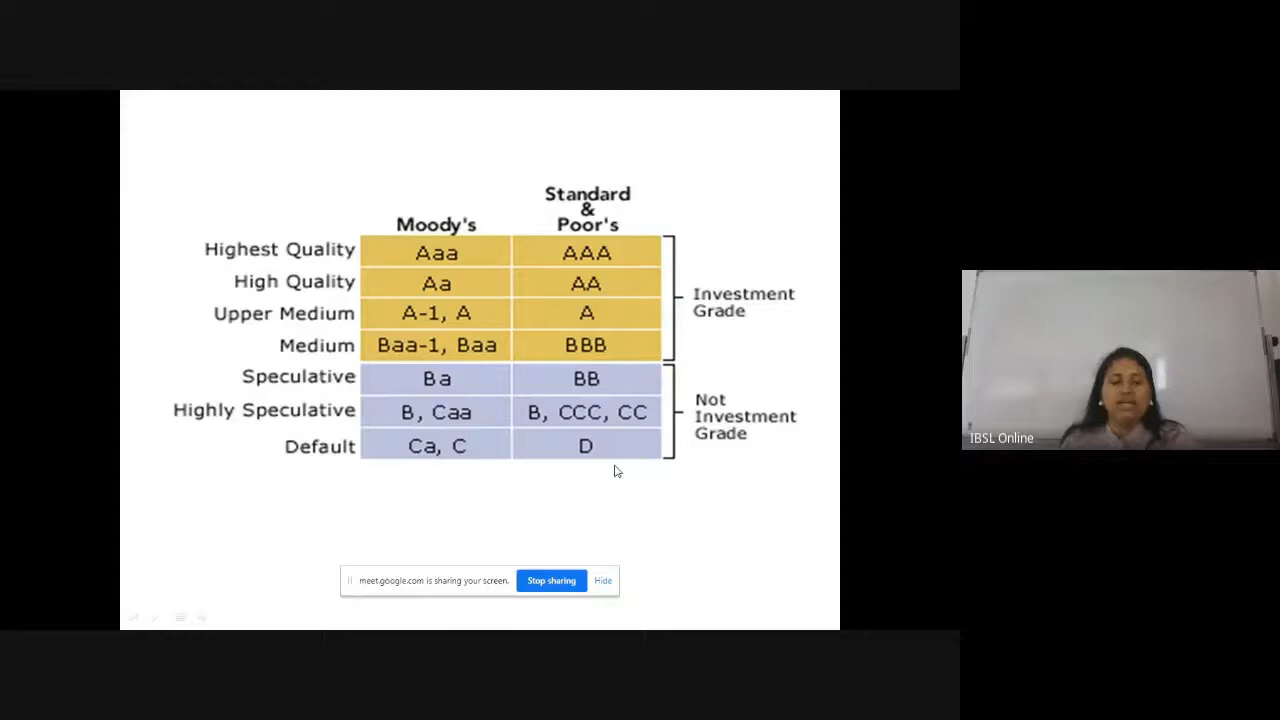 Standard
&
Moody's Poor's
Highest Quality Aaa AAA
High Quality Aa AA
Upper Medium A-1, A A
Medium Baa-1, Baa BBB
Investment
Grade
Speculative Ba BB
Highly Speculative B, Caa B, CCC, CC
Default Ca, C D
Not
Investment
Grade
IBSL Online
meet.google.com is sharing your screen. Stop sharing Hide